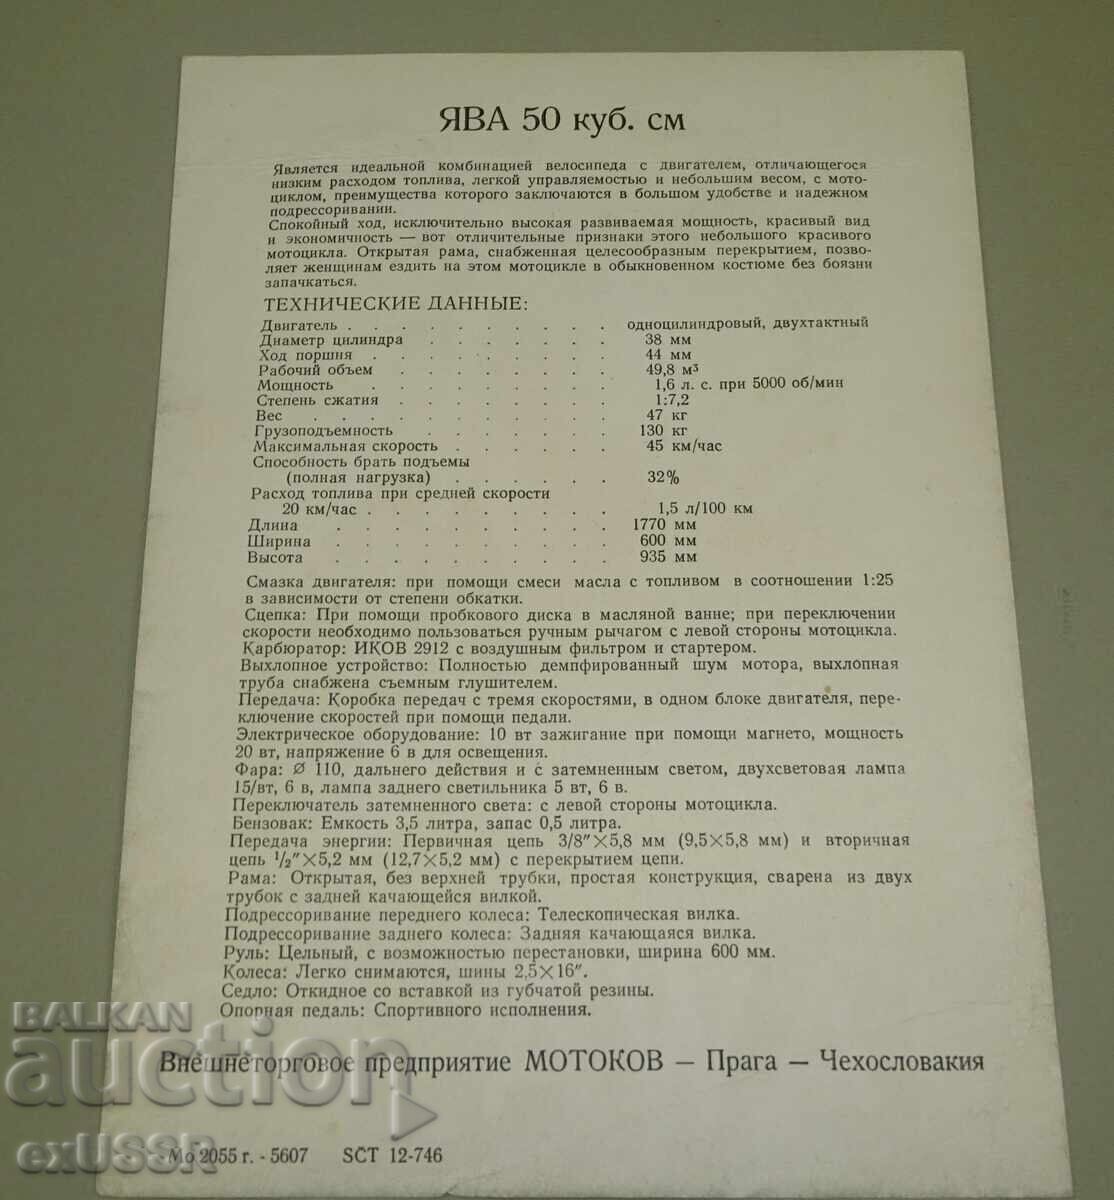 ЯВА 50 куб. см
Является идеальной комбинацией велосипеда с двигателем, отличающегося
низким расходом топлива, легкой управляемостью и небольшим весом, с мото-
циклом, преимущества которого заключаются в большом удобстве и надежном
подрессоривании.
Спокойный ход, исключительно высокая развиваемая мощность, красивый вид
и экономичность — вот отличительные признаки этого небольшого красивого
мотоцикла. Открытая рама, снабженная целесообразным перекрытием, позво-
ляет женщинам ездить на этом мотоцикле в обыкновенном костюме без боязни
запачкаться.
ТЕХНИЧЕСКИЕ ДАННЫЕ:
Двигатель . . . . . . . . . . одноцилиндровый, двухтактный
Диаметр цилиндра . . . . . . . 38 мм
Ход поршня . . . . . . . . . 44 мм
Рабочий объем . . . . . . . . 49,8 м³
Мощность . . . . . . . . . 1,6 л. с. при 5000 об/мин
Степень сжатия . . . . . . . . 1:7,2
Вес . . . . . . . . . . . 47 кг
Грузоподъемность . . . . . . . 130 кг
Максимальная скорость . . . . . . 45 км/час
Способность брать подъемы
(полная нагрузка) . . . . . . 32%
Расход топлива при средней скорости
20 км/час . . . . . . . . . 1,5 л/100 км
Длина . . . . . . . . . . 1770 мм
Ширина . . . . . . . . . . 600 мм
Высота . . . . . . . . . . 935 мм
Смазка двигателя: при помощи смеси масла с топливом в соотношении 1:25
в зависимости от степени обкатки.
Сцепка: При помощи пробкового диска в масляной ванне; при переключении
скорости необходимо пользоваться ручным рычагом с левой стороны мотоцикла.
Карбюратор: ИКОВ 2912 с воздушным фильтром и стартером.
Выхлопное устройство: Полностью демпфированный шум мотора, выхлопная
труба снабжена съемным глушителем.
Передача: Коробка передач с тремя скоростями, в одном блоке двигателя, пере-
ключение скоростей при помощи педали.
Электрическое оборудование: 10 вт зажигание при помощи магнето, мощность
20 вт, напряжение 6 в для освещения.
Фара: Ø 110, дальнего действия и с затемненным светом, двухсветовая лампа
15/вт, 6 в, лампа заднего светильника 5 вт, 6 в.
Переключатель затемненного света: с левой стороны мотоцикла.
Бензовак: Емкость 3,5 литра, запас 0,5 литра.
Передача энергии: Первичная цепь 3/8"×5,8 мм (9,5×5,8 мм) и вторичная
цепь ½"×5,2 мм (12,7×5,2 мм) с перекрытием цепи.
Рама: Открытая, без верхней трубки, простая конструкция, сварена из двух
трубок с задней качающейся вилкой.
Подрессоривание переднего колеса: Телескопическая вилка.
Подрессоривание заднего колеса: Задняя качающаяся вилка.
Руль: Цельный, с возможностью перестановки, ширина 600 мм.
Колеса: Легко снимаются, шины 2,5×16".
Седло: Откидное со вставкой из губчатой резины.
Опорная педаль: Спортивного исполнения.
Внешнеторговое предприятие МОТОКОВ — Прага — Чехословакия
Mo 2055 г. - 5607 SČT 12-746
BALKAN
auction
exUSSR